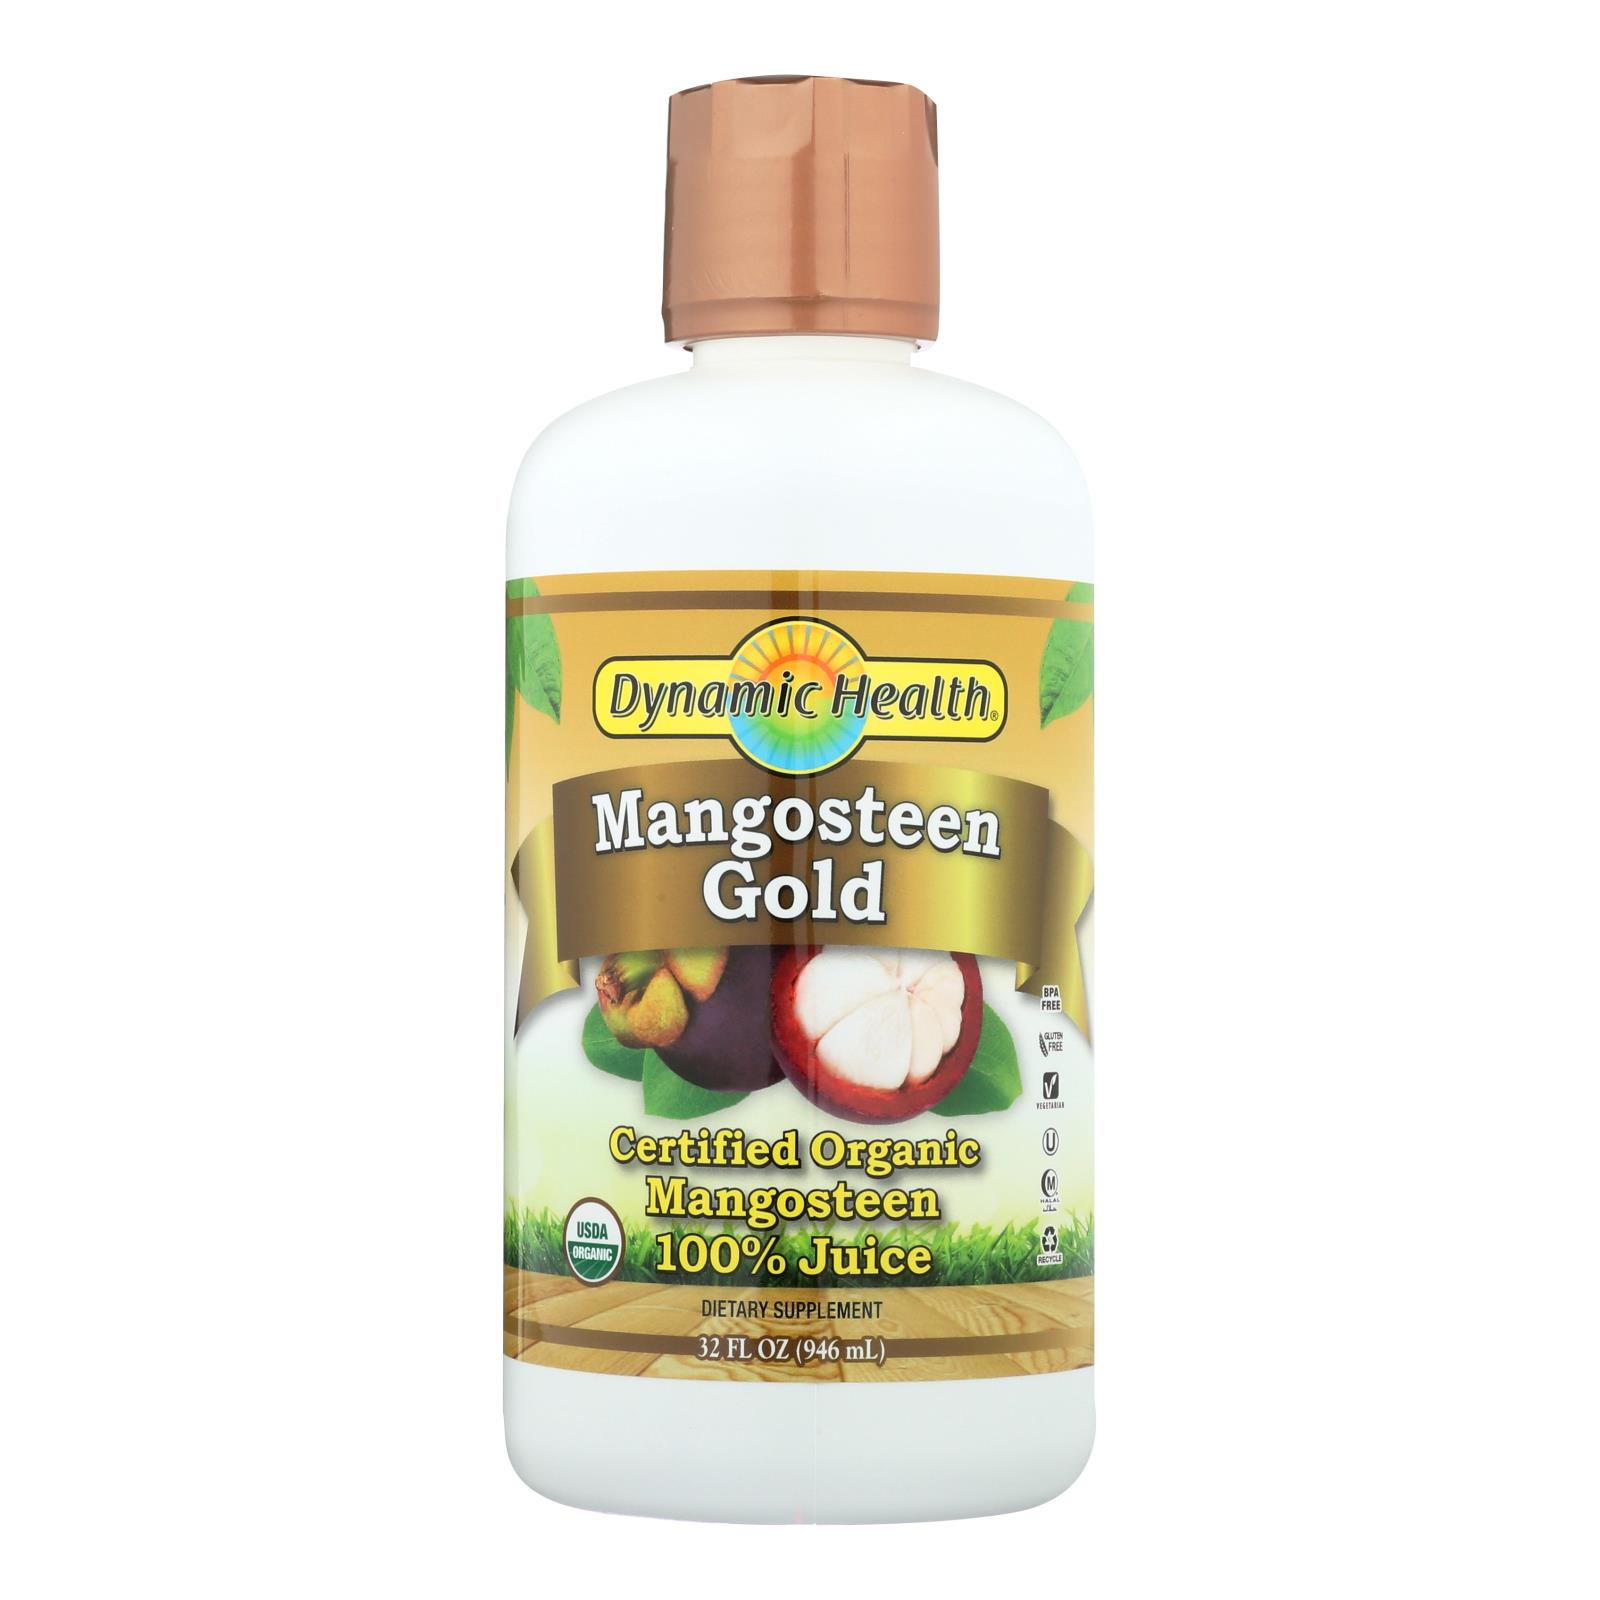 Dynamic Health®
Mangosteen
Gold
BPA
FREE
GLUTEN
FREE
V
VEGETARIAN
U
M
HALAL
حلال
RECYCLE
Certified Organic
Mangosteen
100% Juice
USDA
ORGANIC
DIETARY SUPPLEMENT
32 FL OZ (946 mL)